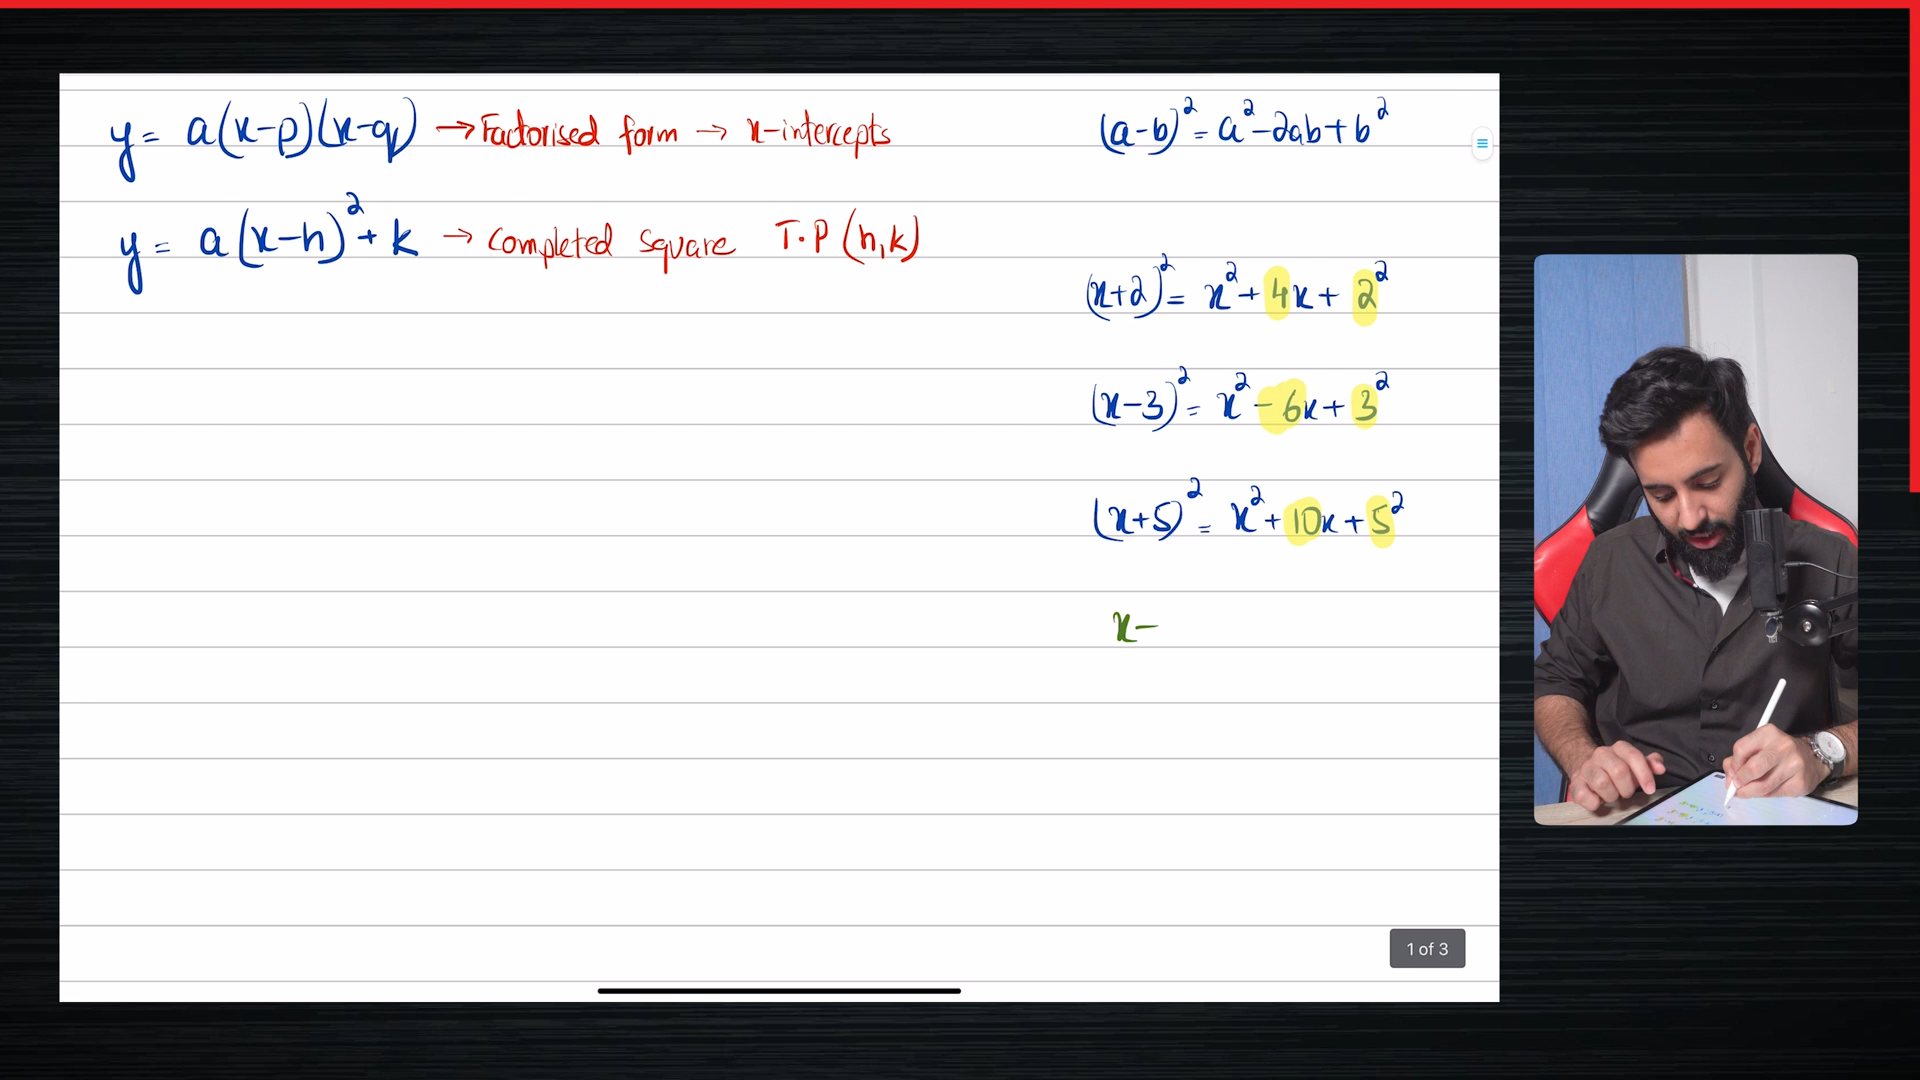 y = a(x-p)(x-q) → Factorised form → x-intercepts
(a-b)² = a² - 2ab + b²
y = a(x-h)² + k → Completed square T.P (h,k)
(x+2)² = x² + 4x + 2²
(x-3)² = x² - 6x + 3²
(x+5)² = x² + 10x + 5²
x -
1 of 3